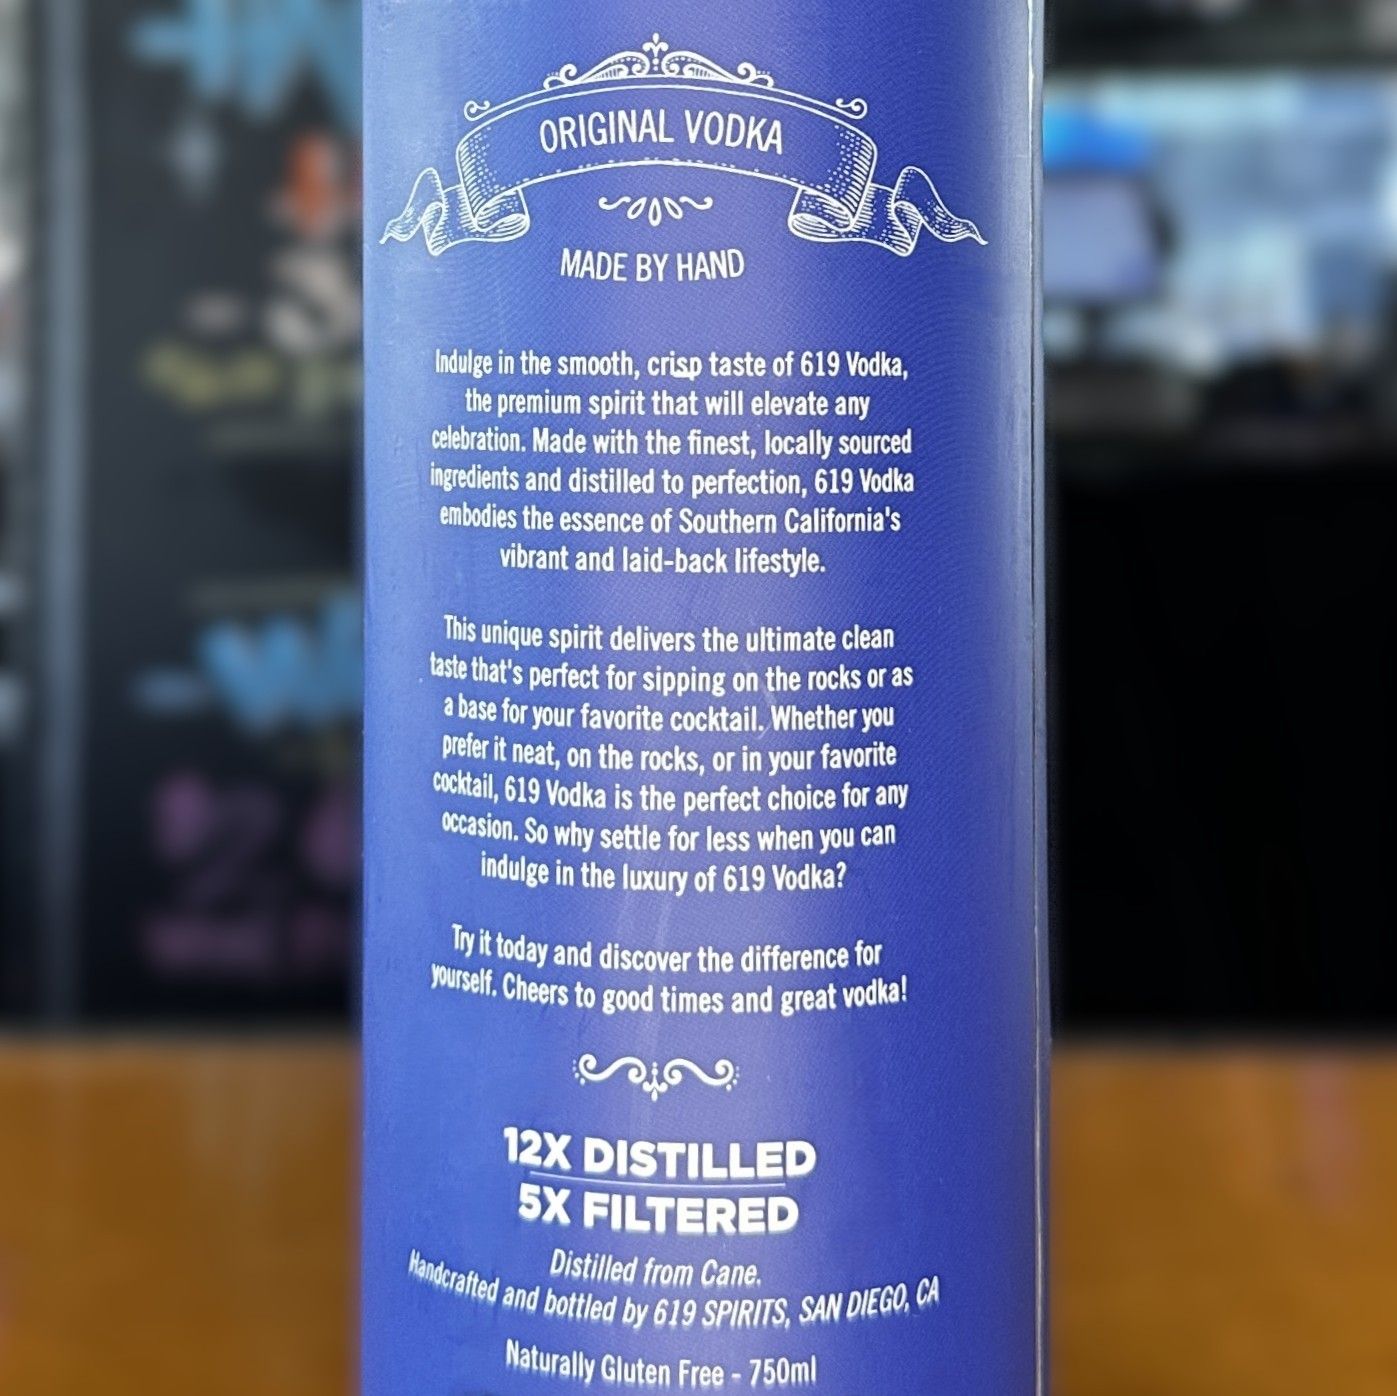 ORIGINAL VODKA
MADE BY HAND
Indulge in the smooth, crisp taste of 619 Vodka,
the premium spirit that will elevate any
celebration. Made with the finest, locally sourced
ingredients and distilled to perfection, 619 Vodka
embodies the essence of Southern California's
vibrant and laid-back lifestyle.
This unique spirit delivers the ultimate clean
taste that's perfect for sipping on the rocks or as
a base for your favorite cocktail. Whether you
prefer it neat, on the rocks, or in your favorite
cocktail, 619 Vodka is the perfect choice for any
occasion. So why settle for less when you can
indulge in the luxury of 619 Vodka?
Try it today and discover the difference for
yourself. Cheers to good times and great vodka!
12X DISTILLED
5X FILTERED
Distilled from Cane.
Handcrafted and bottled by 619 SPIRITS, SAN DIEGO, CA
Naturally Gluten Free - 750ml